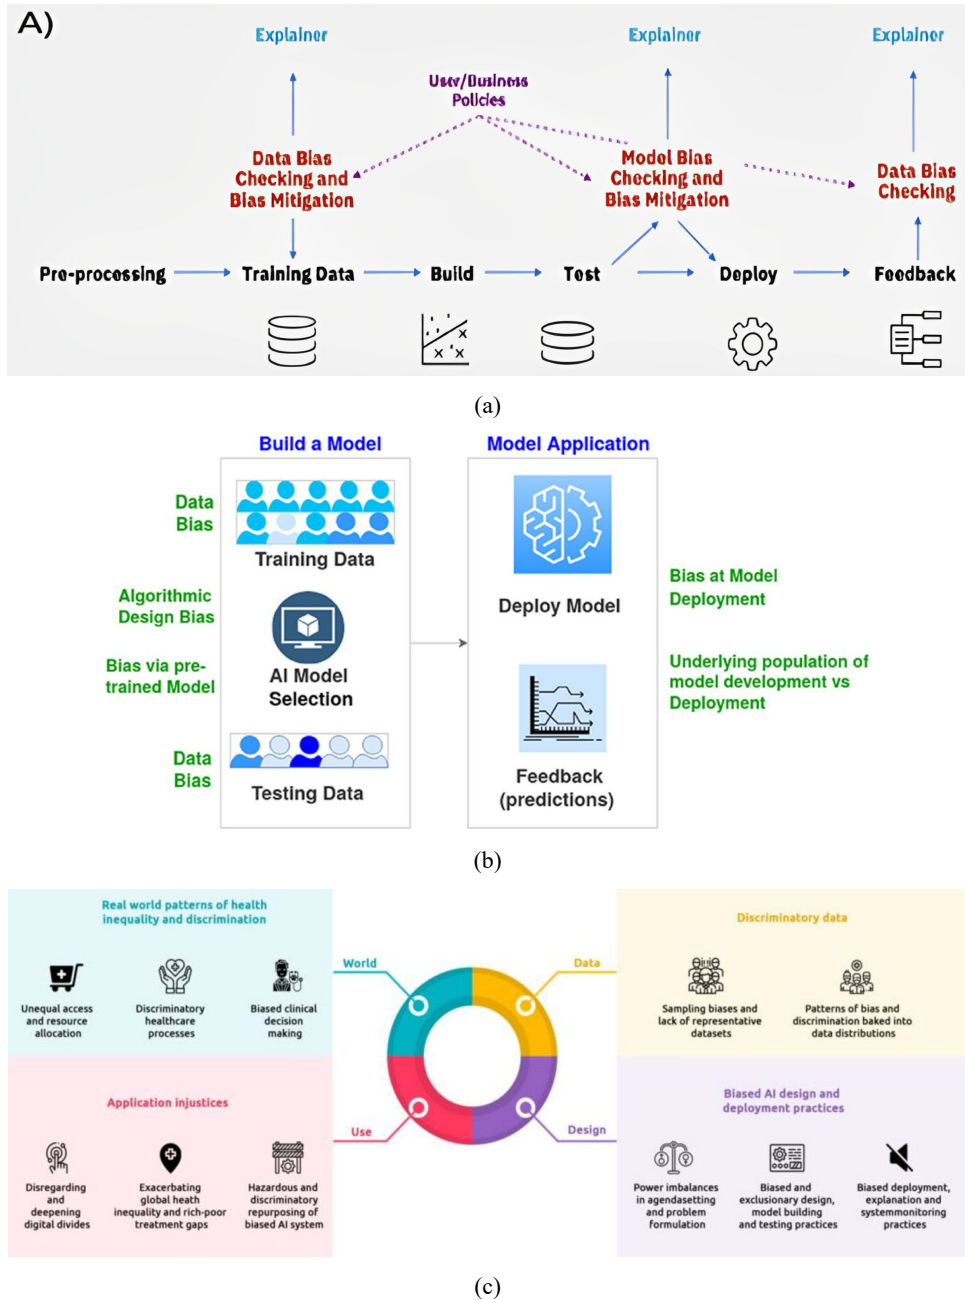 A)
Explainer
Explainer
Explainer
User/Business
Policies
Data Bias
Checking and
Bias Mitigation
Model Bias
Checking and
Bias Mitigation
Data Bias
Checking
Pre-processing
Training Data
Build
Test
Deploy
Feedback
(a)
Build a Model
Model Application
Data
Bias
Training Data
Algorithmic
Design Bias
Bias via pre-
trained Model
AI Model
Selection
Data
Bias
Testing Data
Deploy Model
Bias at Model
Deployment
Underlying population of
model development vs
Deployment
Feedback
(predictions)
(b)
Real world patterns of health
inequality and discrimination
Unequal access
and resource
allocation
Discriminatory
healthcare
processes
Biased clinical
decision
making
World
Data
Discriminatory data
Sampling biases and
lack of representative
datasets
Patterns of bias and
discrimination baked into
data distributions
Application injustices
Disregarding
and
deepening
digital divides
Exacerbating
global heath
inequality and rich-poor
treatment gaps
Hazardous and
discriminatory
repurposing of
biased AI system
Use
Design
Biased AI design and
deployment practices
Power imbalances
in agendasetting
and problem
formulation
Biased and
exclusionary design,
model building
and testing practices
Biased deployment,
explanation and
systemmonitoring
practices
(c)